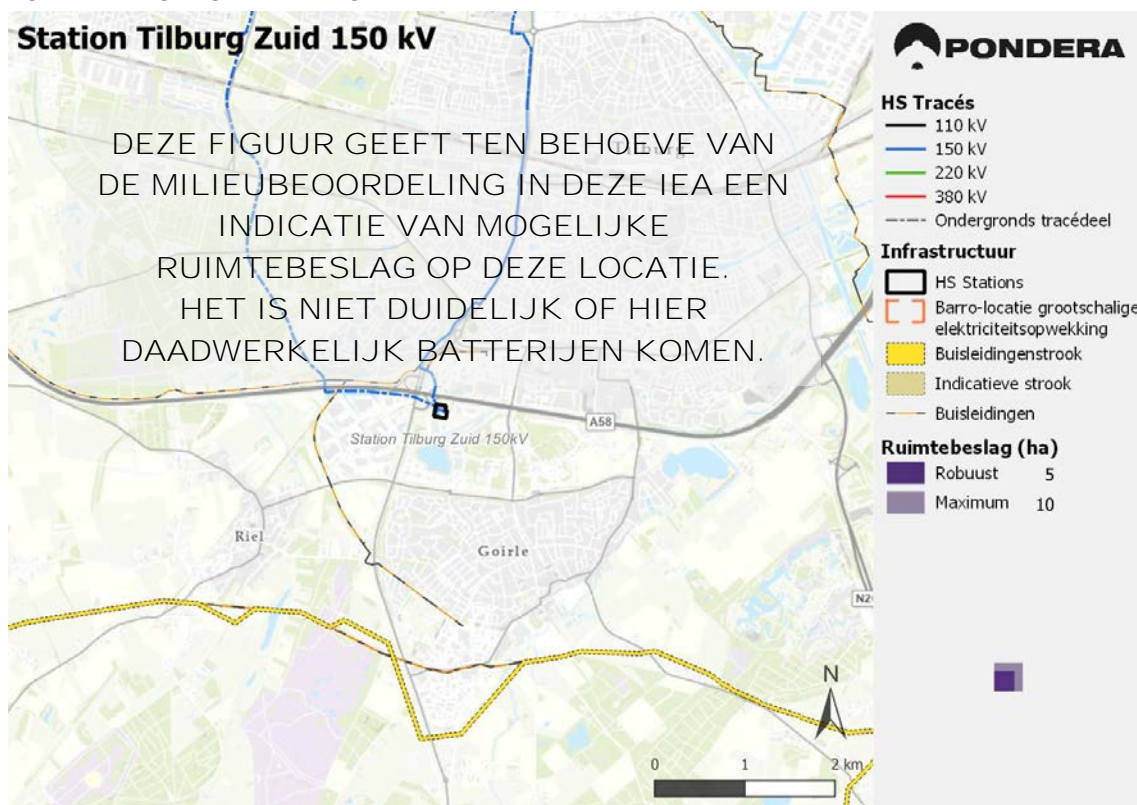 Station Tilburg Zuid 150 kV
DEZE FIGUUR GEEFT TEN BEHOEVE VAN
DE MILIEUBEOORDELING IN DEZE IEA EEN
INDICATIE VAN MOGELIJKE
RUIMTEBESLAG OP DEZE LOCATIE.
HET IS NIET DUIDELIJK OF HIER
DAADWERKELIJK BATTERIJEN KOMEN.
Tilburg
A58
Station Tilburg Zuid 150kV
Riel
Goirle
N
0 1 2 km
PONDERA
HS Tracés
110 kV
150 kV
220 kV
380 kV
Ondergronds tracédeel
Infrastructuur
HS Stations
Barro-locatie grootschalige
elektriciteitsopwekking
Buisleidingenstrook
Indicatieve strook
Buisleidingen
Ruimtebeslag (ha)
Robuust 5
Maximum 10